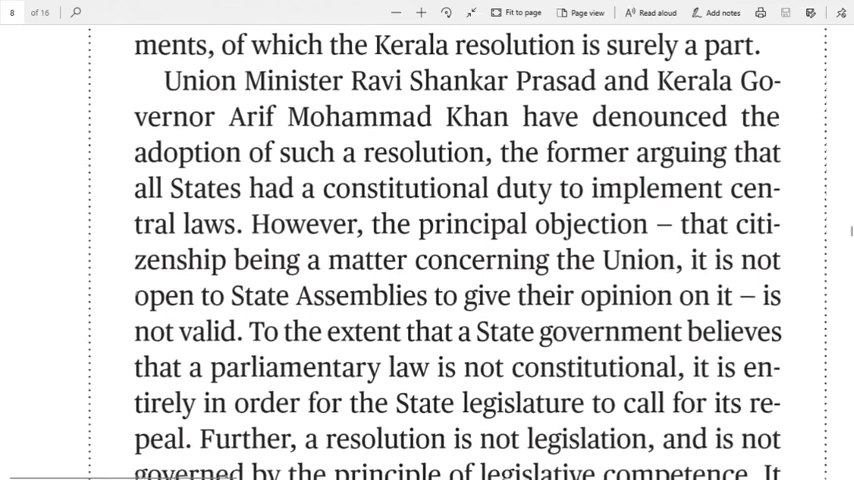 8 of 16 Fit to page Page view Read aloud Add notes
ments, of which the Kerala resolution is surely a part.
Union Minister Ravi Shankar Prasad and Kerala Go-
vernor Arif Mohammad Khan have denounced the
adoption of such a resolution, the former arguing that
all States had a constitutional duty to implement cen-
tral laws. However, the principal objection – that citi-
zenship being a matter concerning the Union, it is not
open to State Assemblies to give their opinion on it – is
not valid. To the extent that a State government believes
that a parliamentary law is not constitutional, it is en-
tirely in order for the State legislature to call for its re-
peal. Further, a resolution is not legislation, and is not
governed by the principle of legislative competence. It